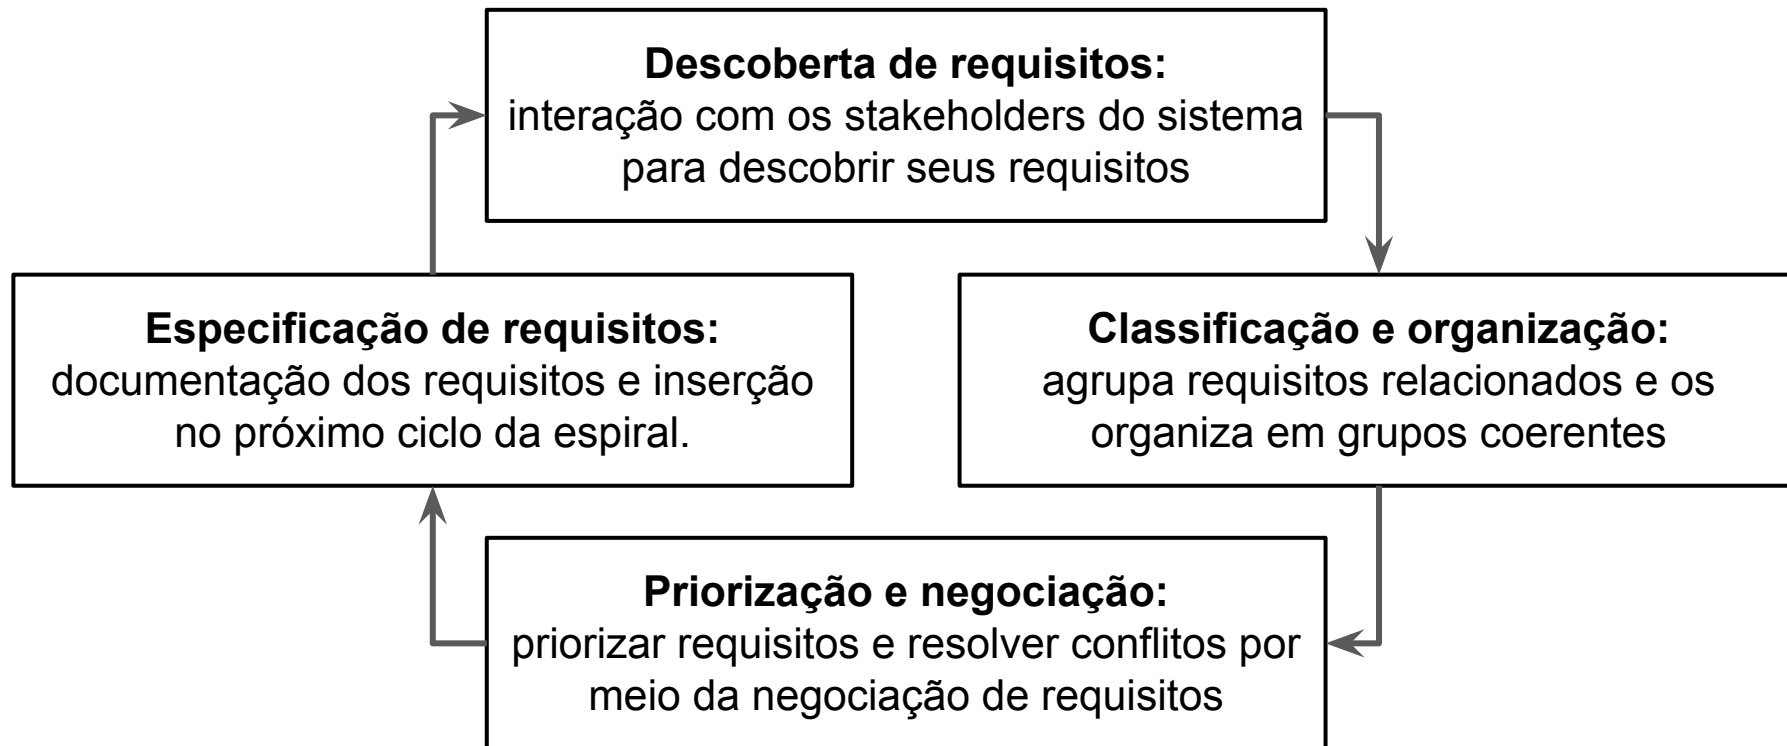 Descoberta de requisitos:
interação com os stakeholders do sistema
para descobrir seus requisitos
Especificação de requisitos:
documentação dos requisitos e inserção
no próximo ciclo da espiral.
Classificação e organização:
agrupa requisitos relacionados e os
organiza em grupos coerentes
Priorização e negociação:
priorizar requisitos e resolver conflitos por
meio da negociação de requisitos